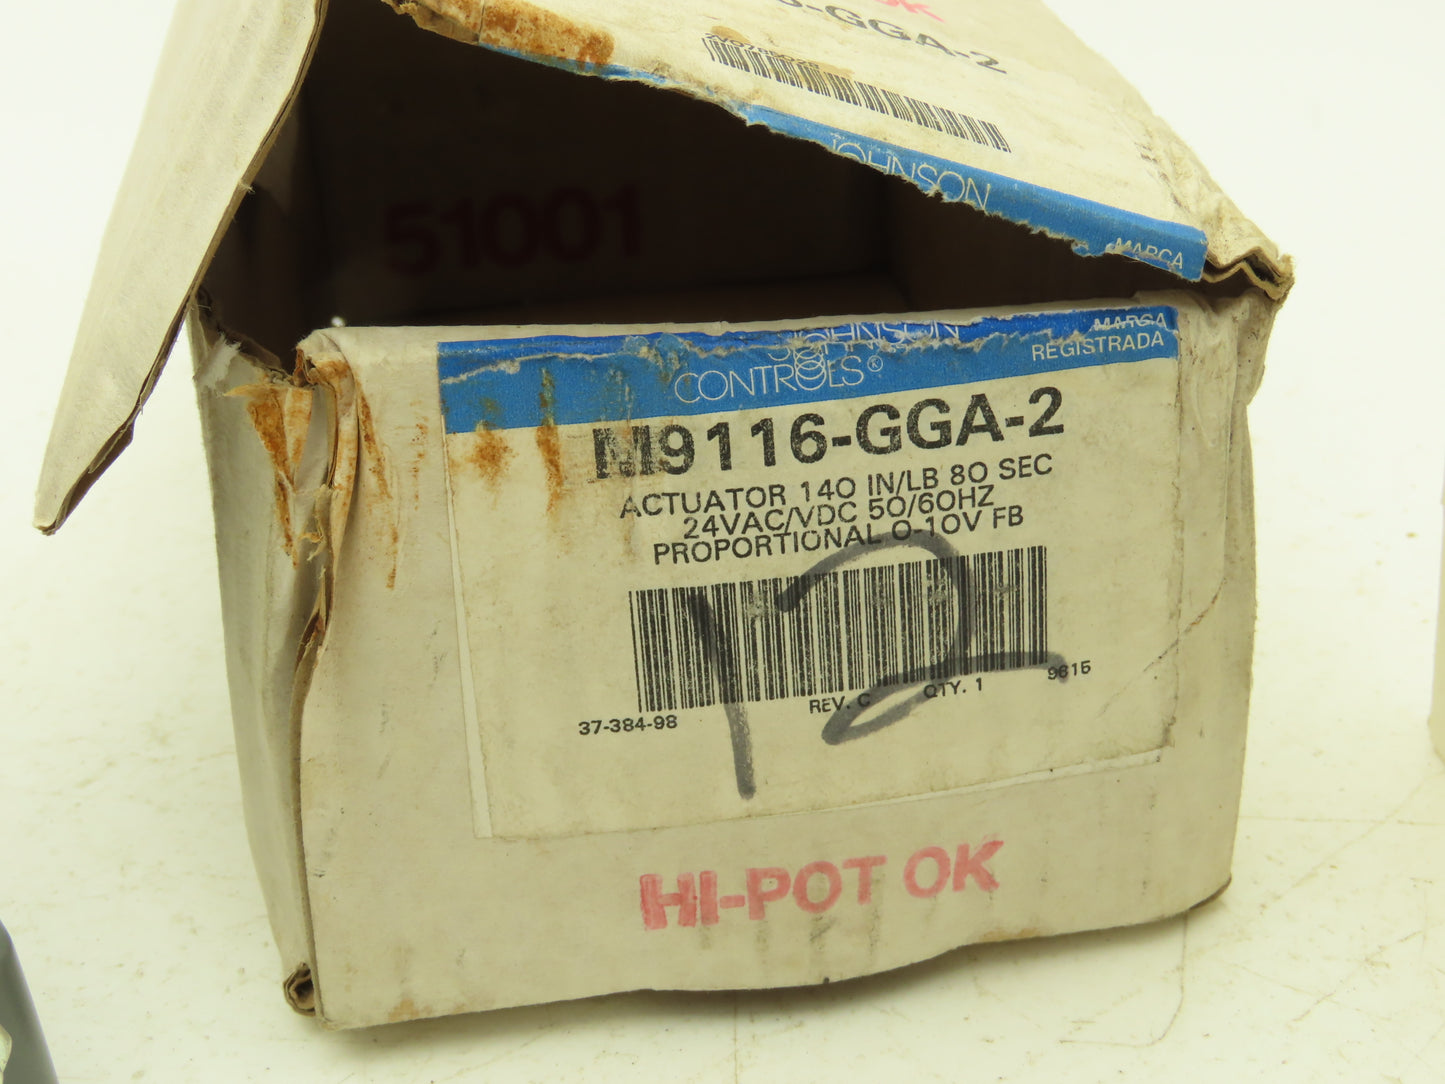 OK
-GGA-2
JOHNSON
MARCA
51001
JOHNSON
CONTROLS®
MARCA
REGISTRADA
M9116-GGA-2
ACTUATOR 140 IN/LB 80 SEC
24VAC/VDC 50/60HZ
PROPORTIONAL 0-10V FB
12
37-384-98 REV. C QTY. 1 9615
HI-POT OK